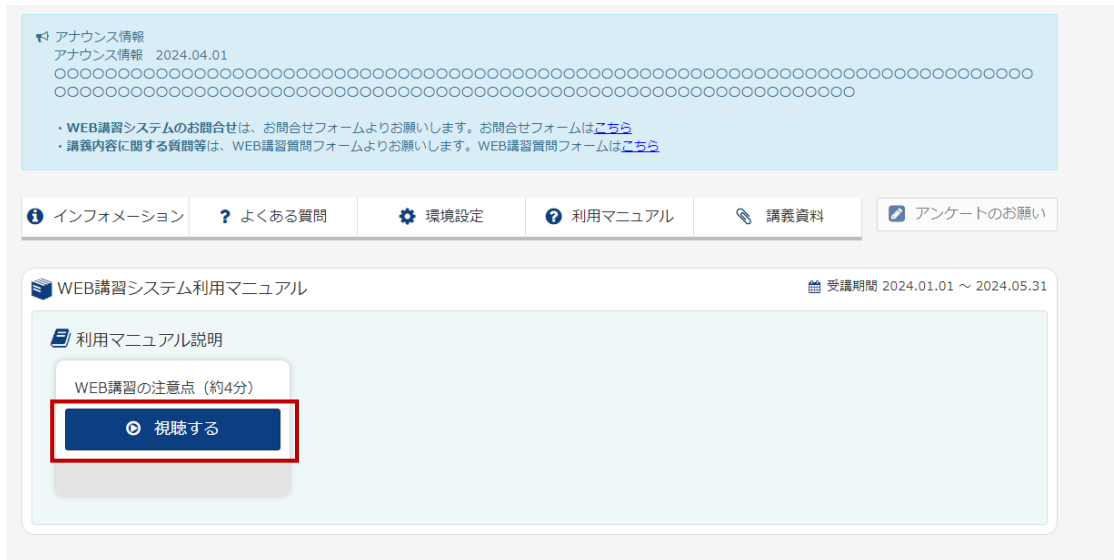 アナウンス情報
アナウンス情報 2024.04.01
〇〇〇〇〇〇〇〇〇〇〇〇〇〇〇〇〇〇〇〇〇〇〇〇〇〇〇〇〇〇〇〇〇〇〇〇〇〇〇〇〇〇〇〇〇〇〇〇〇〇〇〇〇〇〇〇〇〇〇〇〇〇〇〇〇〇〇〇〇〇〇〇〇〇〇〇〇
〇〇〇〇〇〇〇〇〇〇〇〇〇〇〇〇〇〇〇〇〇〇〇〇〇〇〇〇〇〇〇〇〇〇〇〇〇〇〇〇〇〇〇〇〇〇〇〇〇〇〇〇〇〇〇〇〇〇〇〇〇〇〇
・WEB講習システムのお問合せは、お問合せフォームよりお願いします。お問合せフォームはこちら
・講義内容に関する質問等は、WEB講習質問フォームよりお願いします。WEB講習質問フォームはこちら
インフォメーション よくある質問 環境設定 利用マニュアル 講義資料 アンケートのお願い
WEB講習システム利用マニュアル 受講期間 2024.01.01 ～ 2024.05.31
利用マニュアル説明
WEB講習の注意点（約4分）
視聴する